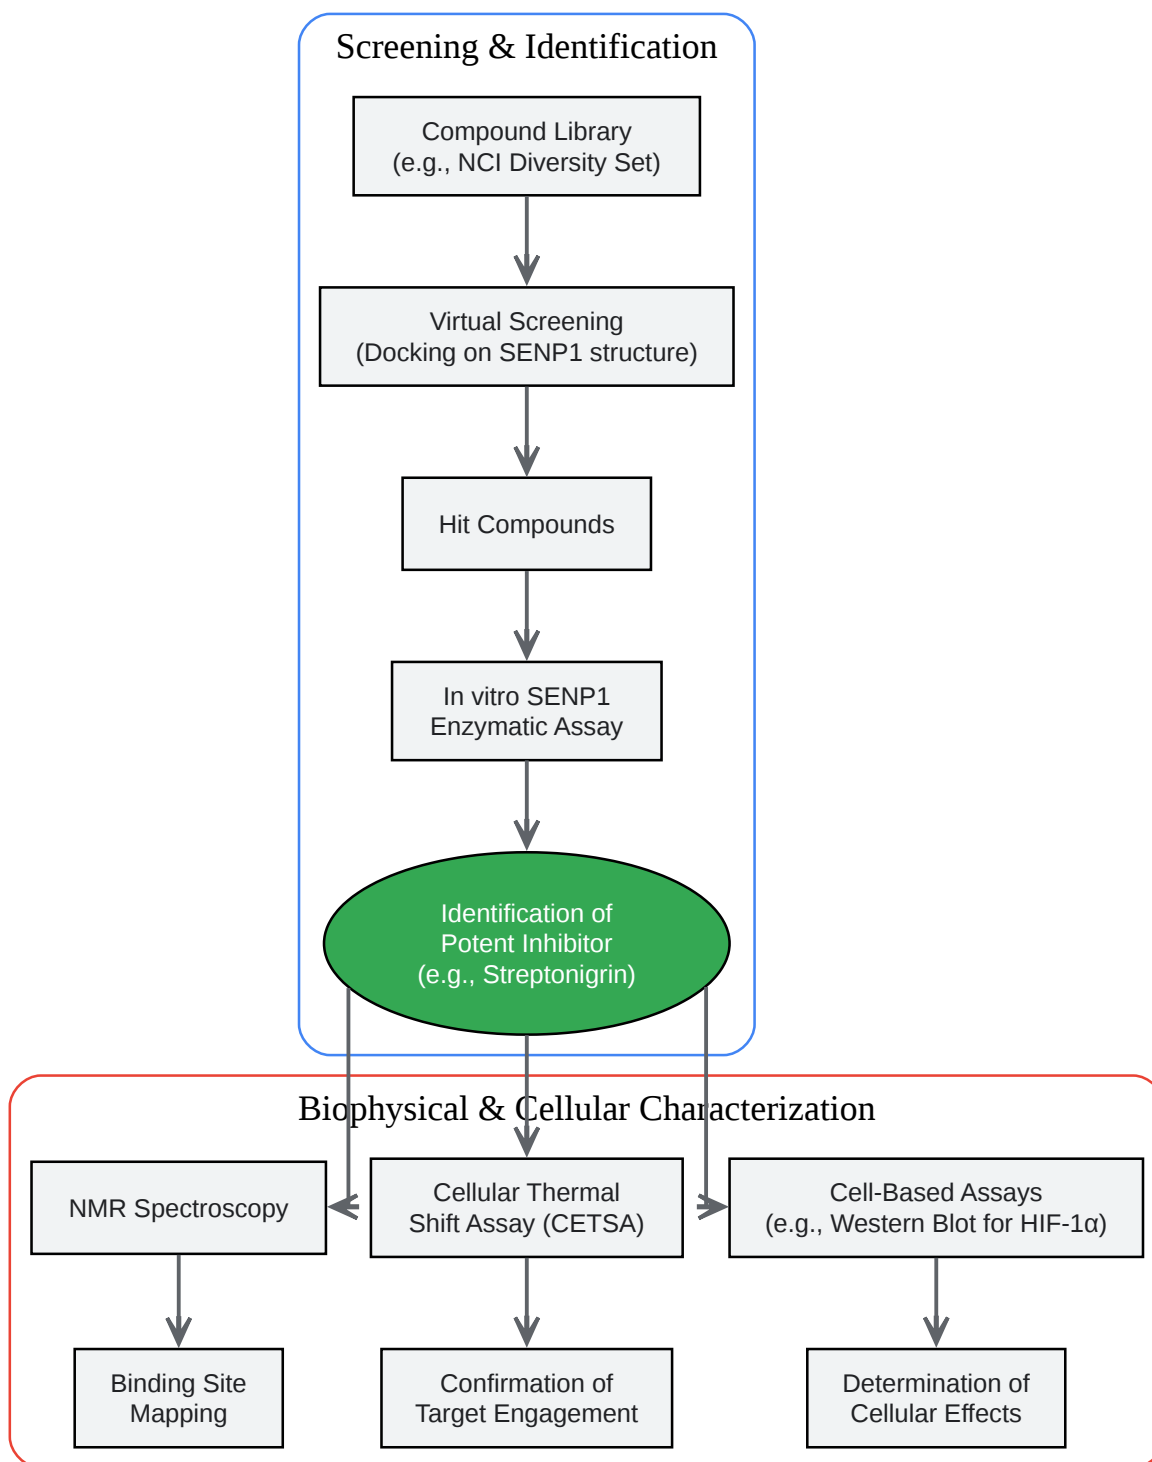 Screening & Identification
Compound Library
(e.g., NCI Diversity Set)
Virtual Screening
(Docking on SENP1 structure)
Hit Compounds
In vitro SENP1
Enzymatic Assay
Identification of
Potent Inhibitor
(e.g., Streptonigrin)
Biophysical & Cellular Characterization
NMR Spectroscopy
Cellular Thermal
Shift Assay (CETSA)
Cell-Based Assays
(e.g., Western Blot for HIF-1α)
Binding Site
Mapping
Confirmation of
Target Engagement
Determination of
Cellular Effects